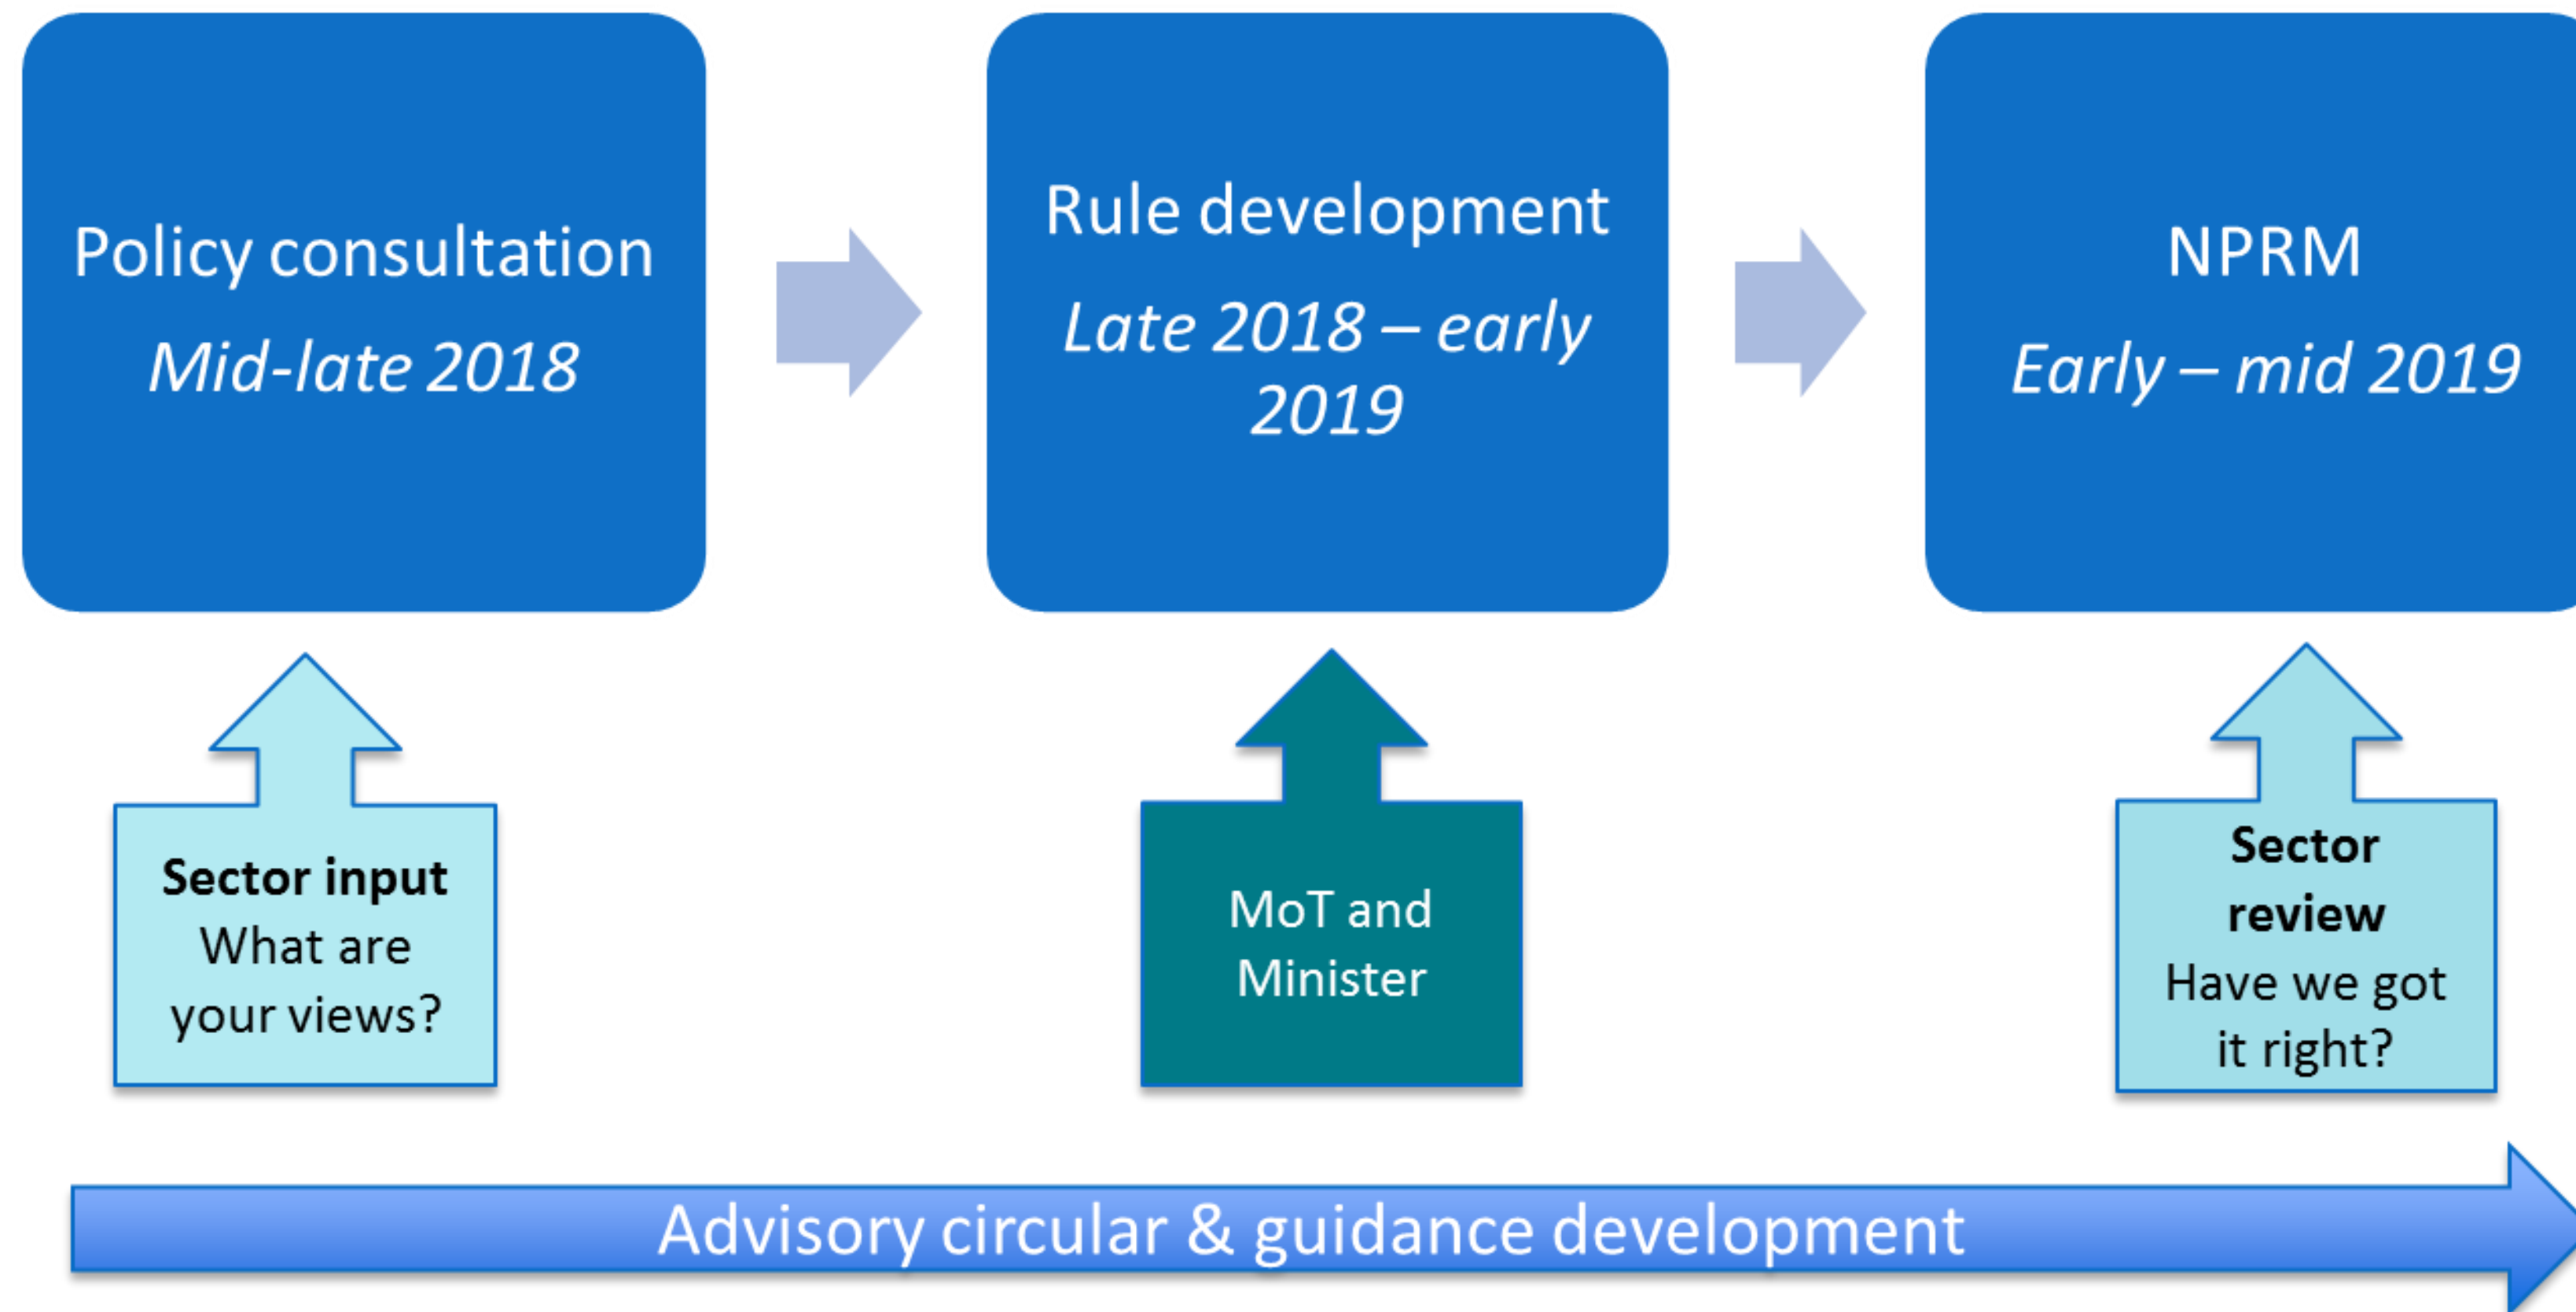 Policy consultation
Mid-late 2018
Rule development
Late 2018 – early
2019
NPRM
Early – mid 2019
Sector input
What are
your views?
MoT and
Minister
Sector
review
Have we got
it right?
Advisory circular & guidance development